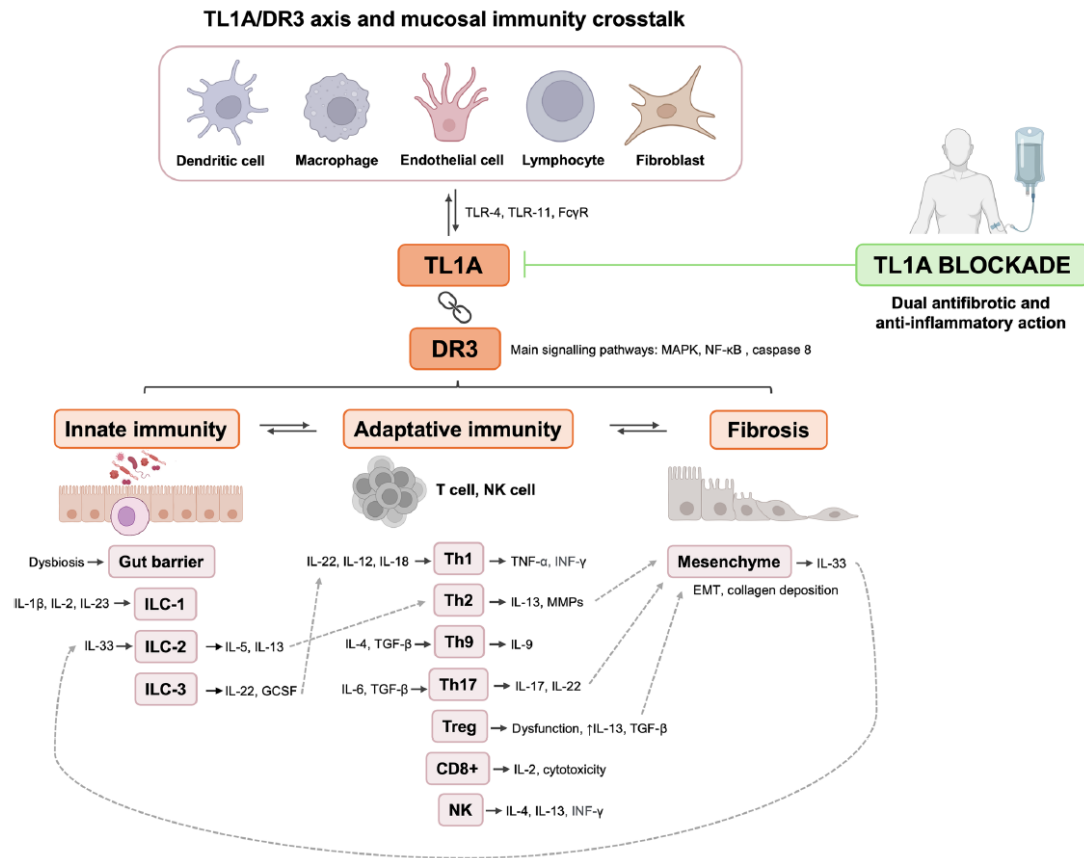 TL1A/DR3 axis and mucosal immunity crosstalk
Dendritic cell
Macrophage
Endothelial cell
Lymphocyte
Fibroblast
TLR-4, TLR-11, FcγR
TL1A
TL1A BLOCKADE
Dual antifibrotic and
anti-inflammatory action
DR3
Main signalling pathways: MAPK, NF-κB , caspase 8
Innate immunity
Adaptative immunity
Fibrosis
T cell, NK cell
Dysbiosis
Gut barrier
IL-1β, IL-2, IL-23
ILC-1
IL-33
ILC-2
IL-5, IL-13
ILC-3
IL-22, GCSF
IL-22, IL-12, IL-18
Th1
TNF-α, INF-γ
Th2
IL-13, MMPs
IL-4, TGF-β
Th9
IL-9
IL-6, TGF-β
Th17
IL-17, IL-22
Treg
Dysfunction, ↑IL-13, TGF-β
CD8+
IL-2, cytotoxicity
NK
IL-4, IL-13, INF-γ
Mesenchyme
IL-33
EMT, collagen deposition